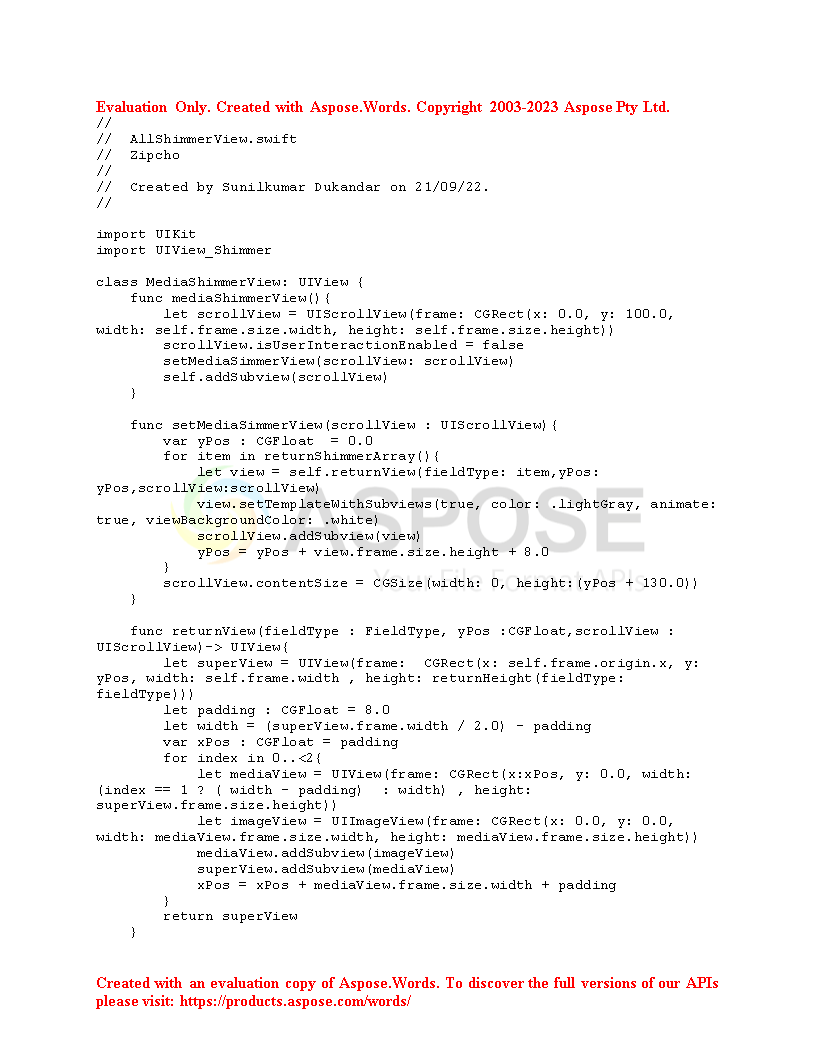 Evaluation Only. Created with Aspose.Words. Copyright 2003-2023 Aspose Pty Ltd.
//
//  AllShimmerView.swift
//  Zipcho
//
//  Created by Sunilkumar Dukandar on 21/09/22.
//
import UIKit
import UIView_Shimmer
class MediaShimmerView: UIView {
    func mediaShimmerView(){
        let scrollView = UIScrollView(frame: CGRect(x: 0.0, y: 100.0,
width: self.frame.size.width, height: self.frame.size.height))
        scrollView.isUserInteractionEnabled = false
        setMediaSimmerView(scrollView: scrollView)
        self.addSubview(scrollView)
    }
    func setMediaSimmerView(scrollView : UIScrollView){
        var yPos : CGFloat  = 0.0
        for item in returnShimmerArray(){
            let view = self.returnView(fieldType: item,yPos:
yPos,scrollView:scrollView)
            view.setTemplateWithSubviews(true, color: .lightGray, animate:
true, viewBackgroundColor: .white)
            scrollView.addSubview(view)
            yPos = yPos + view.frame.size.height + 8.0
        }
        scrollView.contentSize = CGSize(width: 0, height:(yPos + 130.0))
    }
    func returnView(fieldType : FieldType, yPos :CGFloat,scrollView :
UIScrollView)-> UIView{
        let superView = UIView(frame:  CGRect(x: self.frame.origin.x, y:
yPos, width: self.frame.width , height: returnHeight(fieldType:
fieldType)))
        let padding : CGFloat = 8.0
        let width = (superView.frame.width / 2.0) - padding
        var xPos : CGFloat = padding
        for index in 0..<2{
            let mediaView = UIView(frame: CGRect(x:xPos, y: 0.0, width:
(index == 1 ? ( width - padding)  : width) , height:
superView.frame.size.height))
            let imageView = UIImageView(frame: CGRect(x: 0.0, y: 0.0,
width: mediaView.frame.size.width, height: mediaView.frame.size.height))
            mediaView.addSubview(imageView)
            superView.addSubview(mediaView)
            xPos = xPos + mediaView.frame.size.width + padding
        }
        return superView
    }
ASPOSE
Your File Format APIs
Created with an evaluation copy of Aspose.Words. To discover the full versions of our APIs
please visit: https://products.aspose.com/words/